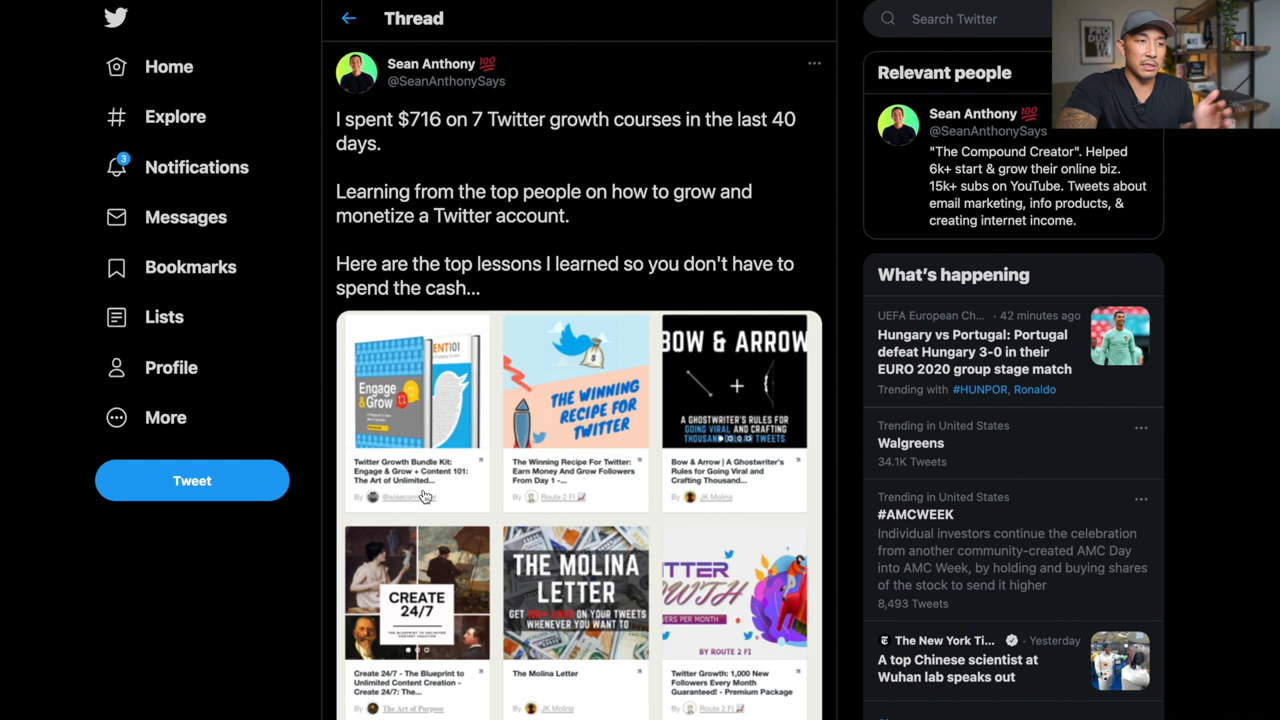 Home
Explore
3
Notifications
Messages
Bookmarks
Lists
Profile
More
Tweet
Thread
Sean Anthony 💯
@SeanAnthonySays
I spent $716 on 7 Twitter growth courses in the last 40
days.
Learning from the top people on how to grow and
monetize a Twitter account.
Here are the top lessons I learned so you don't have to
spend the cash...
Engage &
Grow
ENT101
Twitter Growth Bundle Kit:
Engage & Grow + Content 101:
The Art of Unlimited...
By
THE WINNING
RECIPE FOR
TWITTER
The Winning Recipe For Twitter:
Earn Money And Grow Followers
From Day 1 -...
By Route 2 FI
BOW & ARROW
A GHOSTWRITER'S RULES FOR
GOING VIRAL AND CRAFTING
THOUSAND DOLLAR TWEETS
Bow & Arrow | A Ghostwriter's
Rules for Going Viral and
Crafting Thousand...
By JK Molina
CREATE
24/7
Create 24/7 - The Blueprint to
Unlimited Content Creation -
Create 24/7: The...
By The Art of Purpose
THE MOLINA
LETTER
ON YOUR TWEETS
WHENEVER YOU WANT TO
The Molina Letter
By JK Molina
TTER
WTH
ERS PER MONTH
BY ROUTE 2 FI
Twitter Growth: 1,000 New
Followers Every Month
Guaranteed! - Premium Package
By Route 2 FI
Search Twitter
Relevant people
Sean Anthony 💯
@SeanAnthonySays
"The Compound Creator". Helped
6k+ start & grow their online biz.
15k+ subs on YouTube. Tweets about
email marketing, info products, &
creating internet income.
What's happening
UEFA European Ch... · 42 minutes ago
Hungary vs Portugal: Portugal
defeat Hungary 3-0 in their
EURO 2020 group stage match
Trending with #HUNPOR, Ronaldo
Trending in United States
Walgreens
34.1K Tweets
Trending in United States
#AMCWEEK
Individual investors continue the celebration
from another community-created AMC Day
into AMC Week, by holding and buying shares
of the stock to send it higher
8,493 Tweets
The New York Ti... · Yesterday
A top Chinese scientist at
Wuhan lab speaks out